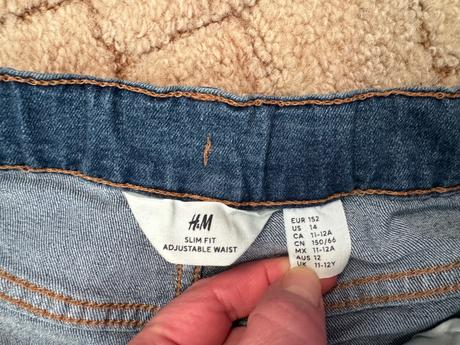 H&M
SLIM FIT
ADJUSTABLE WAIST
EUR 152
US 14
CA 11-12A
CN 150/66
MX 11-12A
AUS 12
UK 11-12Y